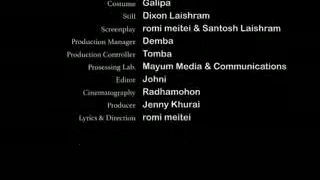 Costume Galipa
Still Dixon Laishram
Screenplay romi meitei & Santosh Laishram
Production Manager Demba
Production Controller Tomba
Prosessing Lab. Mayum Media & Communications
Editor Johni
Cinematography Radhamohon
Producer Jenny Khurai
Lyrics & Direction romi meitei